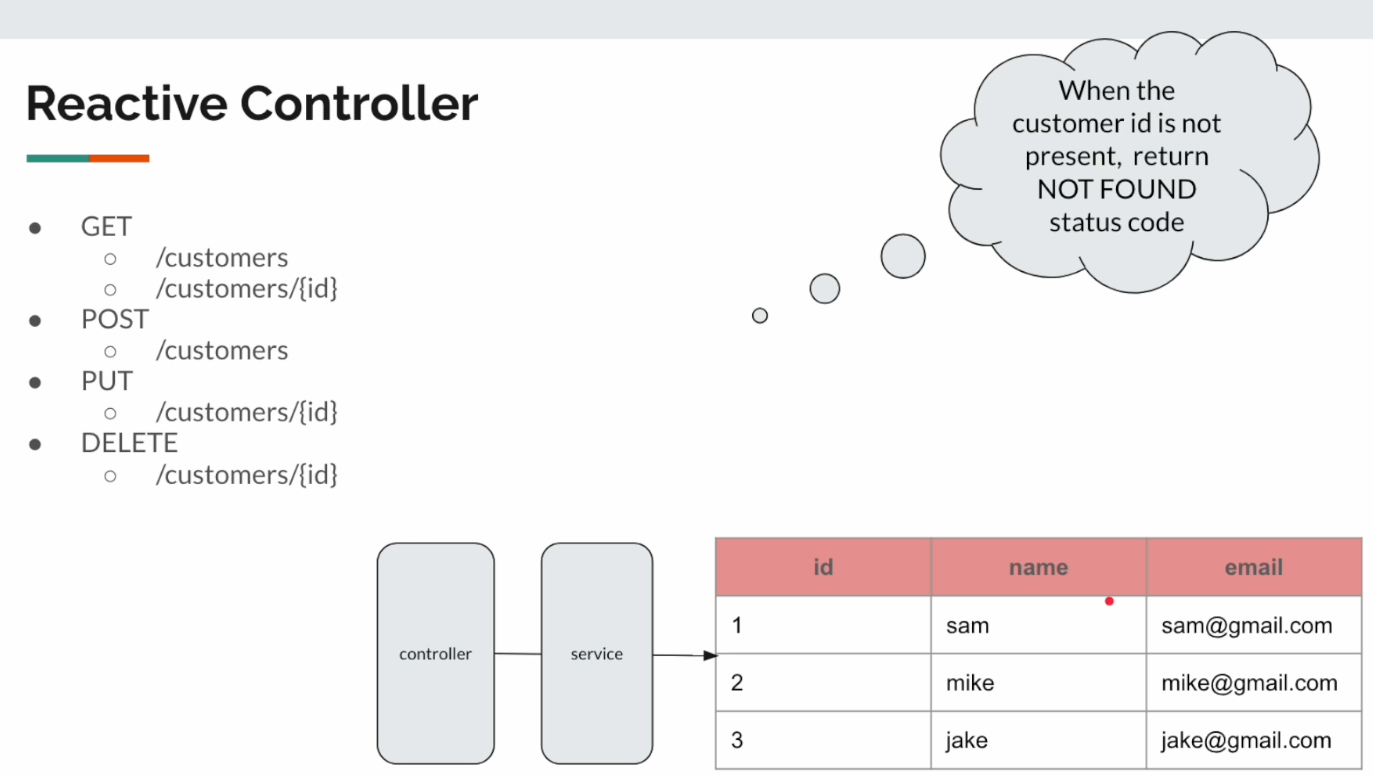 Reactive Controller
When the
customer id is not
present, return
NOT FOUND
status code
● GET
○ /customers
○ /customers/{id}
● POST
○ /customers
● PUT
○ /customers/{id}
● DELETE
○ /customers/{id}
controller
service
id name email
1 sam sam@gmail.com
2 mike mike@gmail.com
3 jake jake@gmail.com